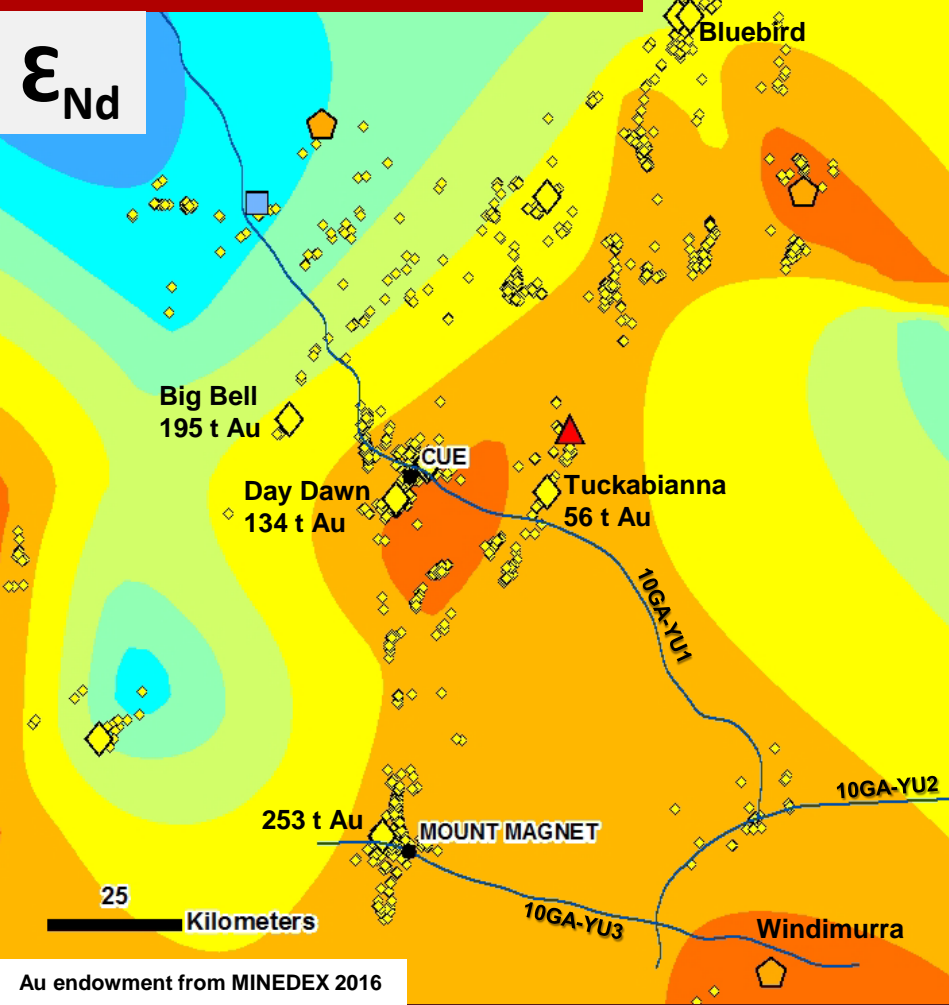 εNd
Bluebird
Big Bell
195 t Au
CUE
Day Dawn
134 t Au
Tuckabianna
56 t Au
10GA-YU1
10GA-YU2
253 t Au
MOUNT MAGNET
25
Kilometers
10GA-YU3
Windimurra
Au endowment from MINEDEX 2016